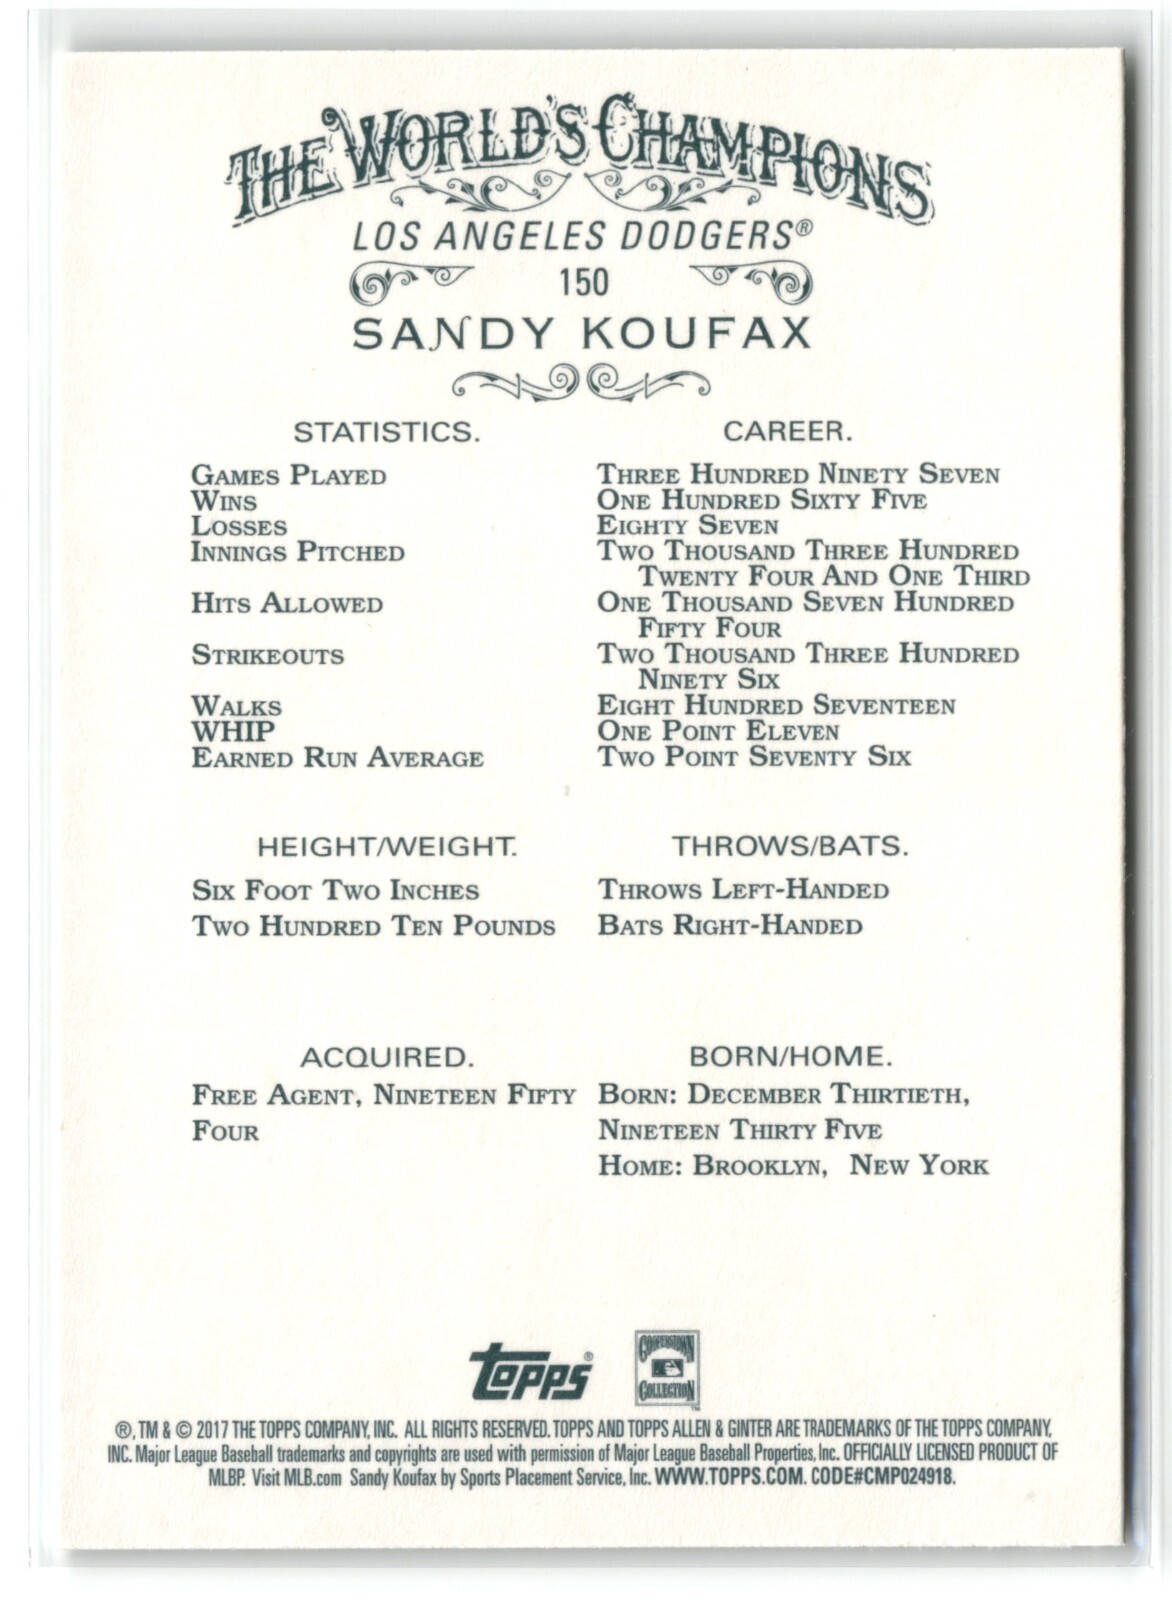 THE WORLD'S CHAMPIONS
LOS ANGELES DODGERS®
150
SANDY KOUFAX
STATISTICS. CAREER.
GAMES PLAYED THREE HUNDRED NINETY SEVEN
WINS ONE HUNDRED SIXTY FIVE
LOSSES EIGHTY SEVEN
INNINGS PITCHED TWO THOUSAND THREE HUNDRED
TWENTY FOUR AND ONE THIRD
HITS ALLOWED ONE THOUSAND SEVEN HUNDRED
FIFTY FOUR
STRIKEOUTS TWO THOUSAND THREE HUNDRED
NINETY SIX
WALKS EIGHT HUNDRED SEVENTEEN
WHIP ONE POINT ELEVEN
EARNED RUN AVERAGE TWO POINT SEVENTY SIX
HEIGHT/WEIGHT. THROWS/BATS.
SIX FOOT TWO INCHES THROWS LEFT-HANDED
TWO HUNDRED TEN POUNDS BATS RIGHT-HANDED
ACQUIRED. BORN/HOME.
FREE AGENT, NINETEEN FIFTY BORN: DECEMBER THIRTIETH,
FOUR NINETEEN THIRTY FIVE
HOME: BROOKLYN, NEW YORK
TOPPS® COOPERSTOWN
COLLECTION™
®, TM & © 2017 THE TOPPS COMPANY, INC. ALL RIGHTS RESERVED. TOPPS AND TOPPS ALLEN & GINTER ARE TRADEMARKS OF THE TOPPS COMPANY,
INC. Major League Baseball trademarks and copyrights are used with permission of Major League Baseball Properties, Inc. OFFICIALLY LICENSED PRODUCT OF
MLBP. Visit MLB.com Sandy Koufax by Sports Placement Service, Inc. WWW.TOPPS.COM. CODE#CMP024918.